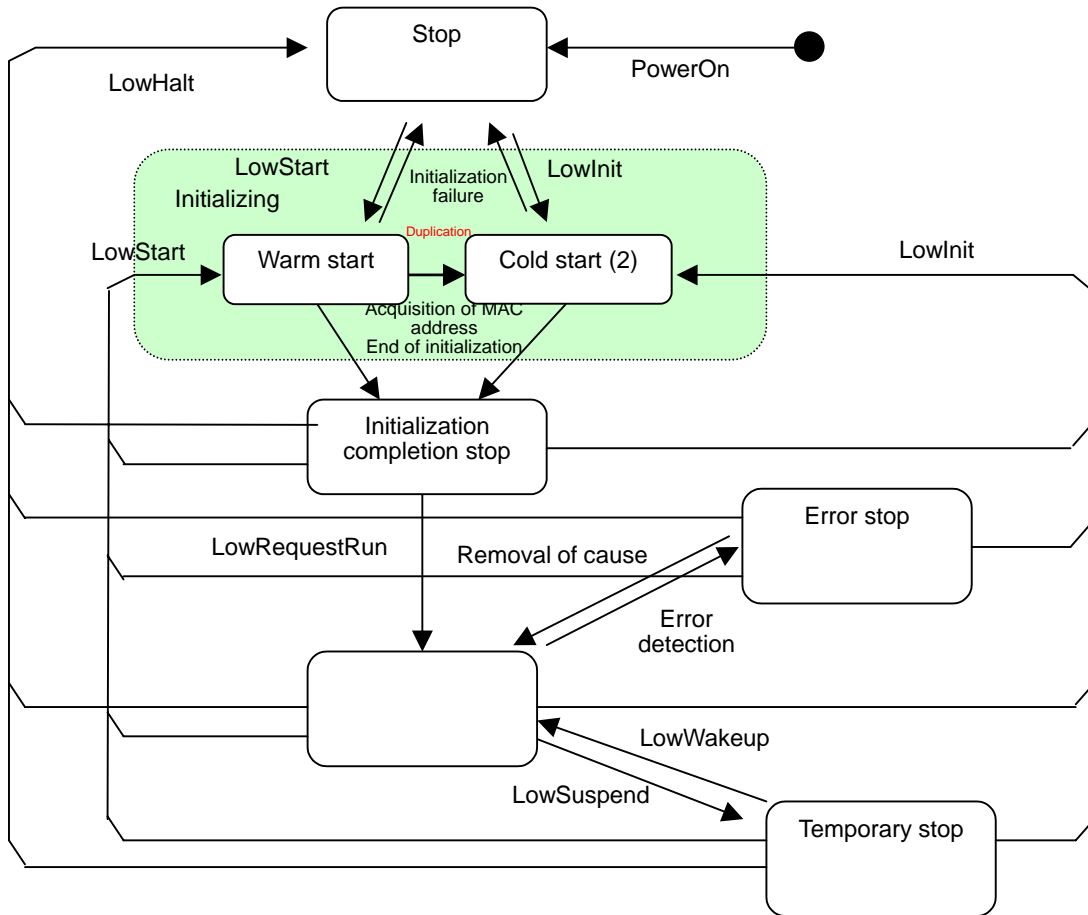 Stop
PowerOn
LowHalt
LowStart
Initialization
failure
LowInit
Initializing
Duplication
LowStart
Warm start
Cold start (2)
LowInit
Acquisition of MAC
address
End of initialization
Initialization
completion stop
Error stop
LowRequestRun
Removal of cause
Error
detection
LowWakeup
LowSuspend
Temporary stop